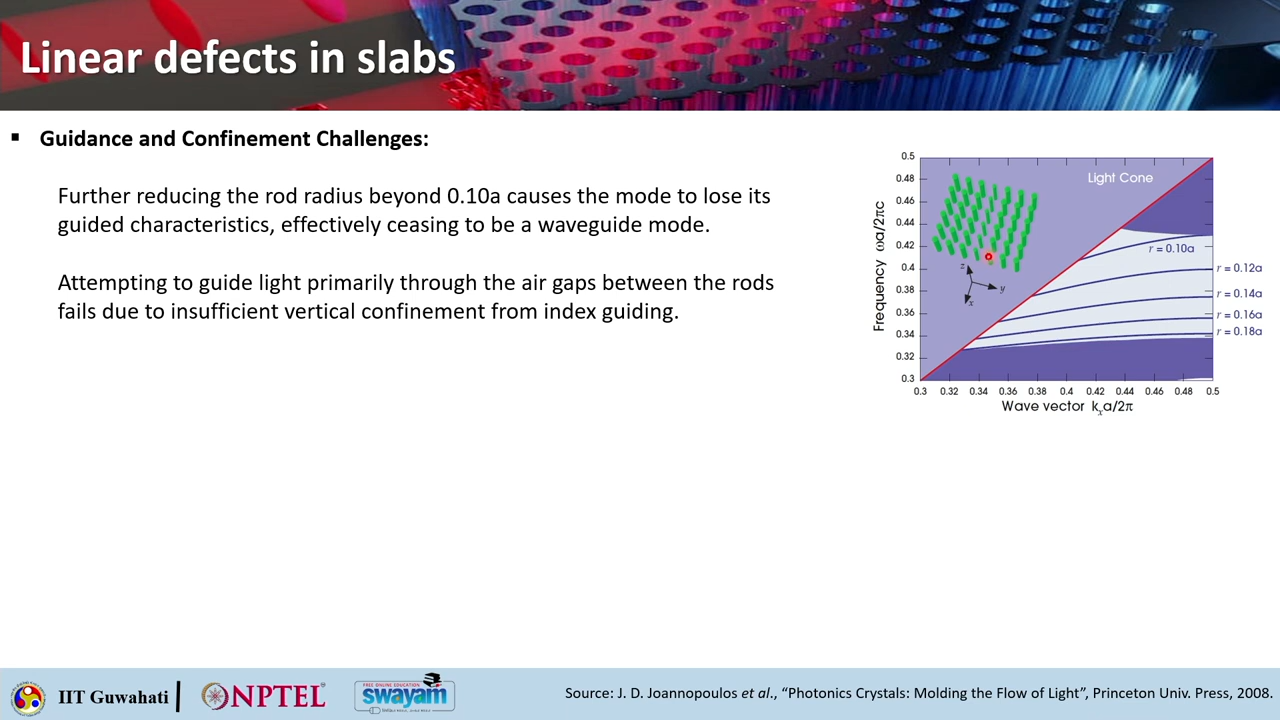 Linear defects in slabs
▪ Guidance and Confinement Challenges:
Further reducing the rod radius beyond 0.10a causes the mode to lose its
guided characteristics, effectively ceasing to be a waveguide mode.
Attempting to guide light primarily through the air gaps between the rods
fails due to insufficient vertical confinement from index guiding.
Frequency ωa/2πc
0.5
0.48
0.46
0.44
0.42
0.4
0.38
0.36
0.34
0.32
0.3
Light Cone
z
y
x
r = 0.10a
r = 0.12a
r = 0.14a
r = 0.16a
r = 0.18a
0.3 0.32 0.34 0.36 0.38 0.4 0.42 0.44 0.46 0.48 0.5
Wave vector kₓa/2π
IIT Guwahati
NPTEL
FREE ONLINE EDUCATION
swayam
Source: J. D. Joannopoulos et al., “Photonics Crystals: Molding the Flow of Light”, Princeton Univ. Press, 2008.